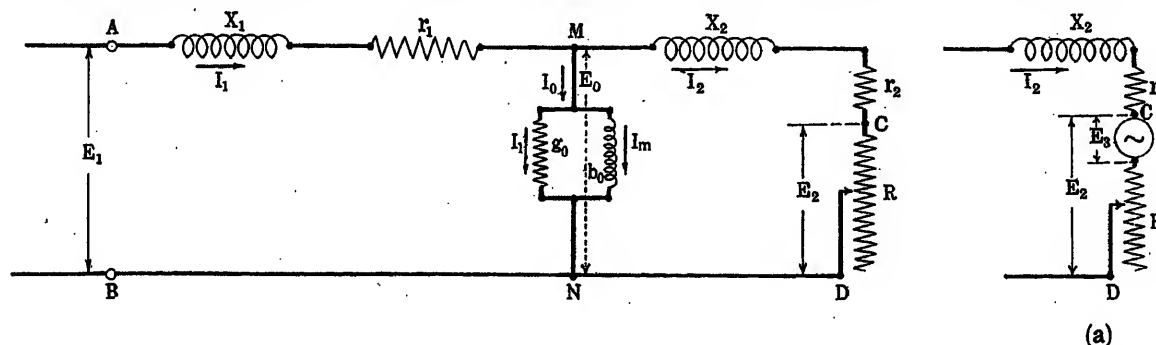 A X₁ r₁ M X₂ X₂
I₁ I₀ E₀ I₂ I₂
r₂ r
C C
E₁ I₁ g₀ b₀ Im E₂ R E₂ E₃
B N D D
(a)